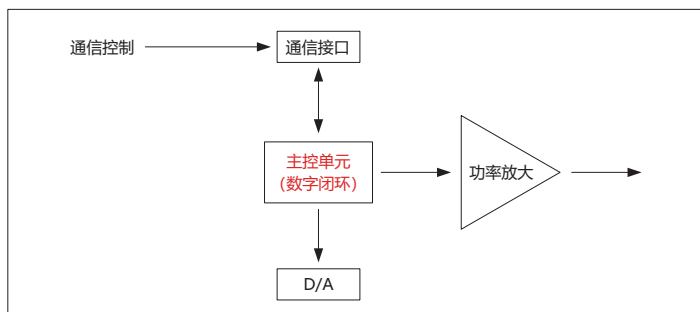 通信控制
通信接口
主控单元
（数字闭环）
功率放大
D/A